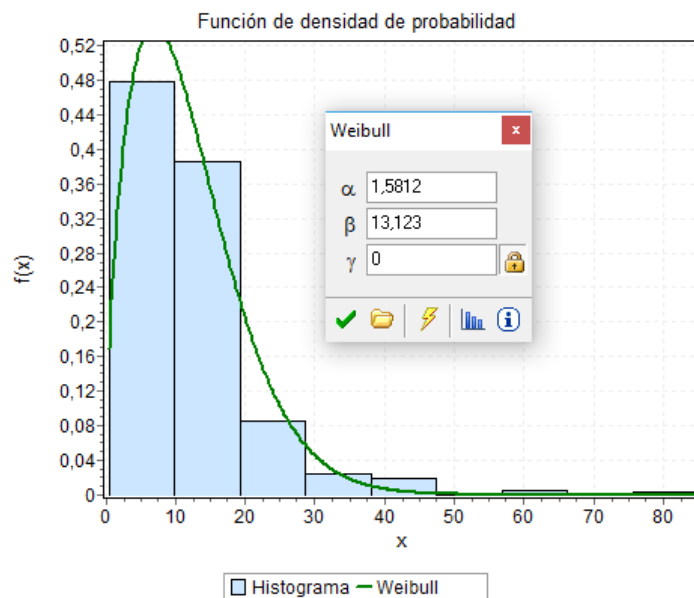 Función de densidad de probabilidad
0,52
0,48
0,44
0,4
0,36
0,32
0,28
0,24
0,2
0,16
0,12
0,08
0,04
0
f(x)
Weibull
x
α 1,5812
β 13,123
γ 0
0 10 20 30 40 50 60 70 80
x
Histograma Weibull